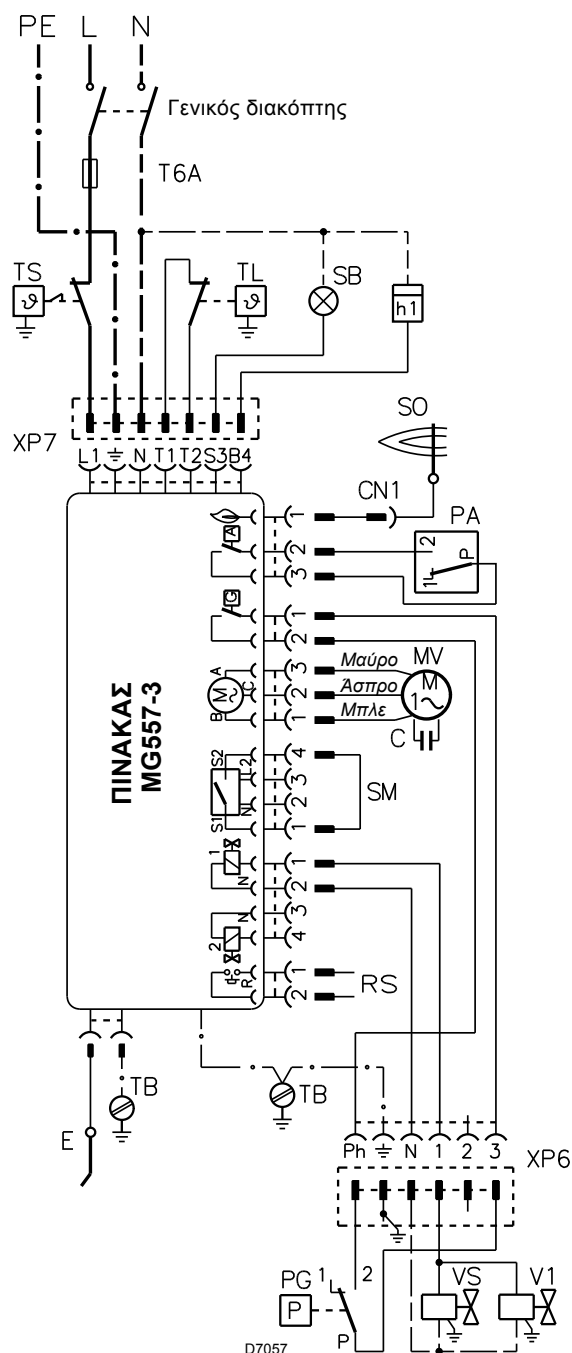 PE L N
Γενικός διακόπτης
T6A
TS TL SB
h1
XP7
L1 N T1 T2 S3 B4
SO
CN1
PA
1
A 2 2
3 1 P
G 1
2
ΠΙΝΑΚΑΣ
MG557-3
A 3 Μαύρο MV
M C 2 Άσπρο M
1
B 1 Μπλε
C
S2 4
L2 3 SM
N 2
S1 1
1 1
N 2
N 3
2 4
1 RS
R 2
TB
TB
E
Ph N 1 2 3
XP6
PG 1 2 VS V1
P
P
D7057